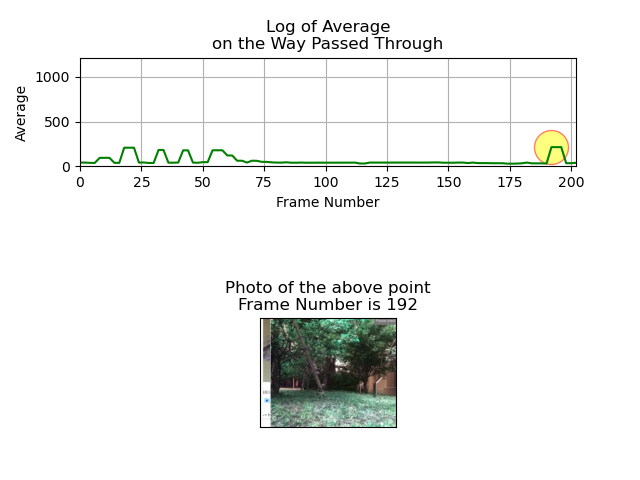 Log of Average
on the Way Passed Through
1000
500
0
Average
0 25 50 75 100 125 150 175 200
Frame Number
Photo of the above point
Frame Number is 192